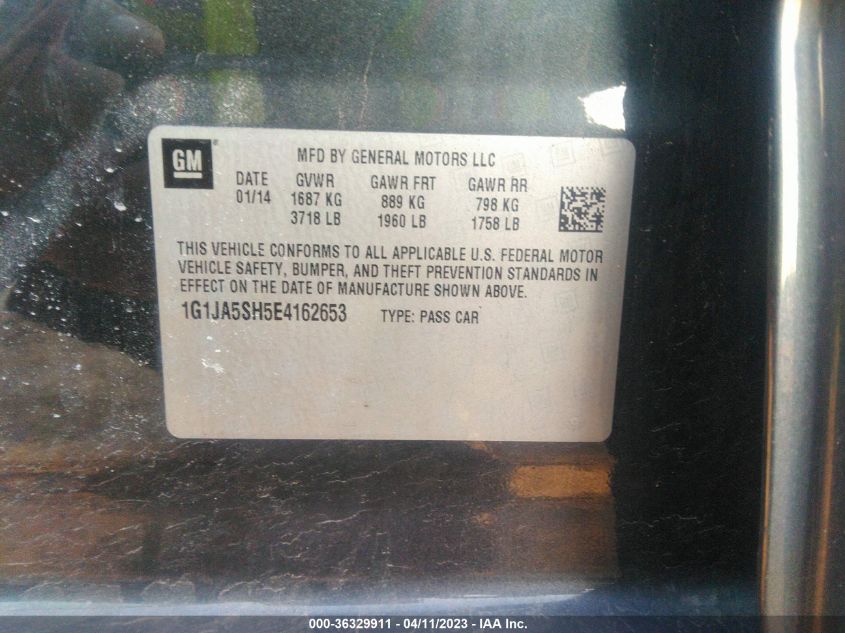 GM
MFD BY GENERAL MOTORS LLC
DATE GVWR GAWR FRT GAWR RR
01/14 1687 KG 889 KG 798 KG
3718 LB 1960 LB 1758 LB
THIS VEHICLE CONFORMS TO ALL APPLICABLE U.S. FEDERAL MOTOR
VEHICLE SAFETY, BUMPER, AND THEFT PREVENTION STANDARDS IN
EFFECT ON THE DATE OF MANUFACTURE SHOWN ABOVE.
1G1JA5SH5E4162653 TYPE: PASS CAR
000-36329911 - 04/11/2023 - IAA Inc.